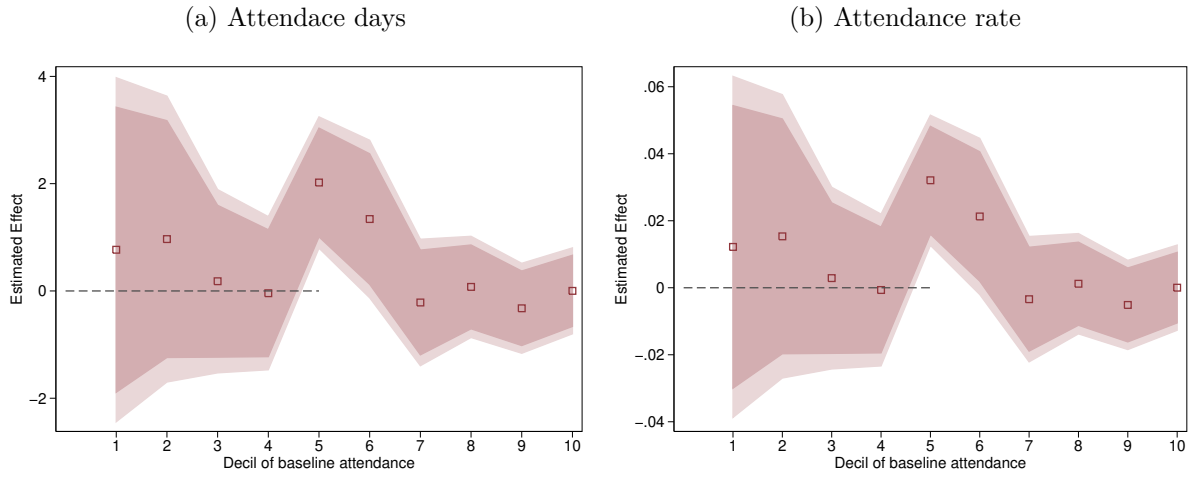 (a) Attendace days
4
2
0
−2
Estimated Effect
1 2 3 4 5 6 7 8 9 10
Decil of baseline attendance
(b) Attendance rate
.06
.04
.02
0
−.02
−.04
Estimated Effect
1 2 3 4 5 6 7 8 9 10
Decil of baseline attendance